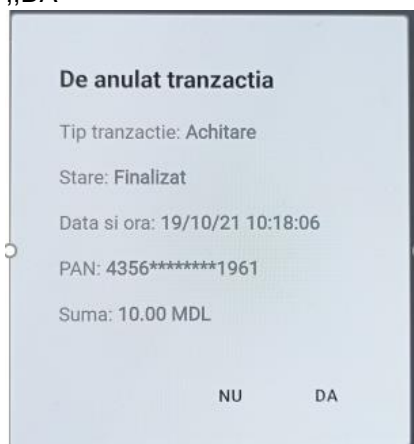 De anulat tranzactia
Tip tranzactie: Achitare
Stare: Finalizat
Data si ora: 19/10/21 10:18:06
PAN: 4356********1961
Suma: 10.00 MDL
NU DA